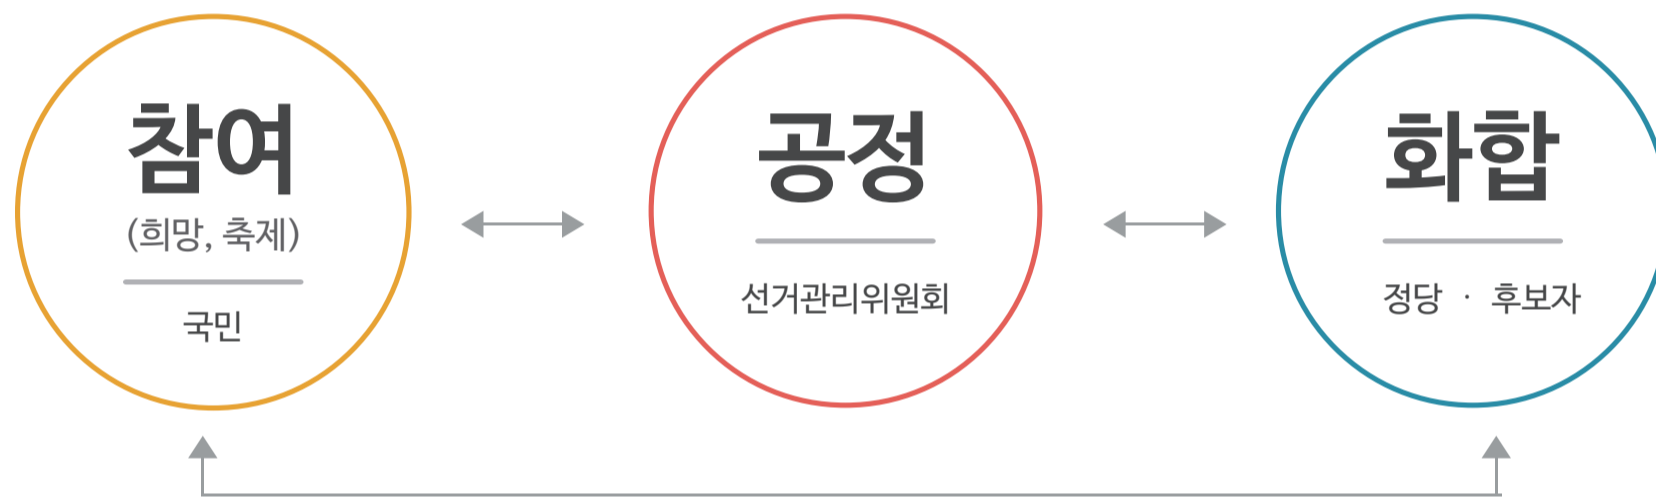 참여
(희망, 축제)
국민
공정
선거관리위원회
화합
정당 · 후보자